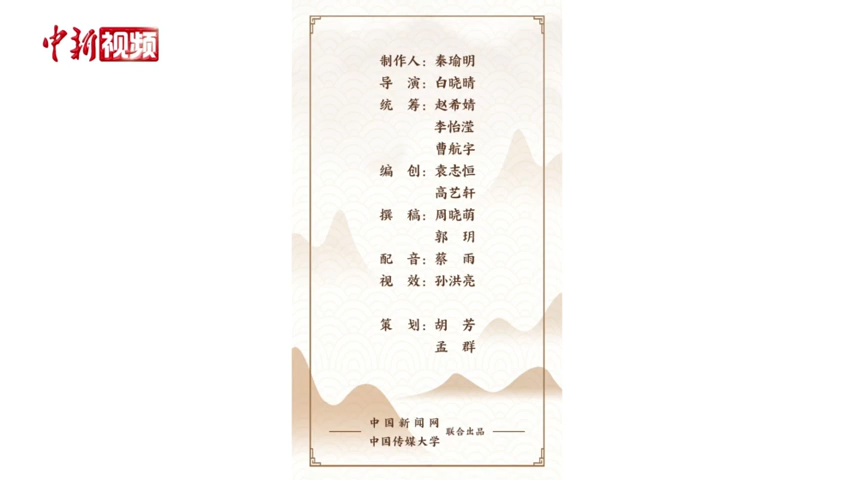 中新视频
制作人：秦瑜明
导　演：白晓晴
统　筹：赵希婧
李怡滢
曹航宇
编　创：袁志恒
高艺轩
撰　稿：周晓萌
郭　玥
配　音：蔡　雨
视　效：孙洪亮
策　划：胡　芳
孟　群
中国新闻网
中国传媒大学
联合出品